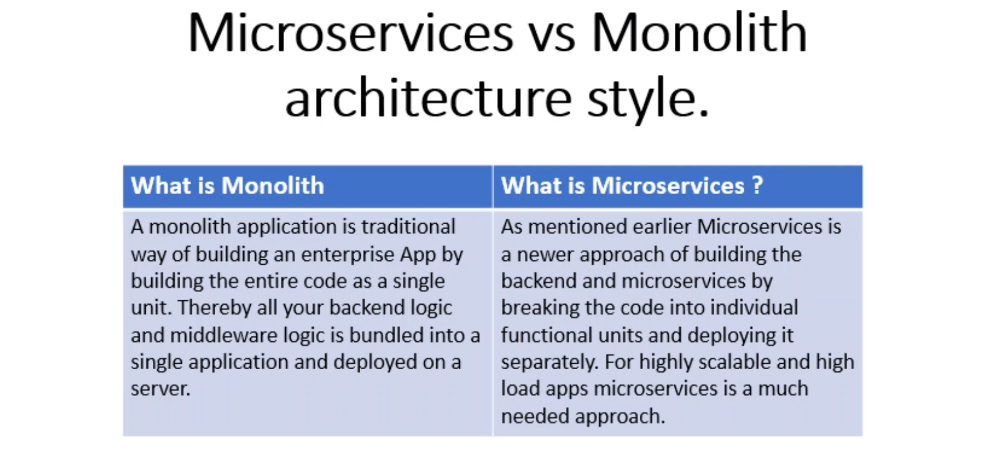 Microservices vs Monolith
architecture style.
What is Monolith
What is Microservices ?
A monolith application is traditional
way of building an enterprise App by
building the entire code as a single
unit. Thereby all your backend logic
and middleware logic is bundled into a
single application and deployed on a
server.
As mentioned earlier Microservices is
a newer approach of building the
backend and microservices by
breaking the code into individual
functional units and deploying it
separately. For highly scalable and high
load apps microservices is a much
needed approach.